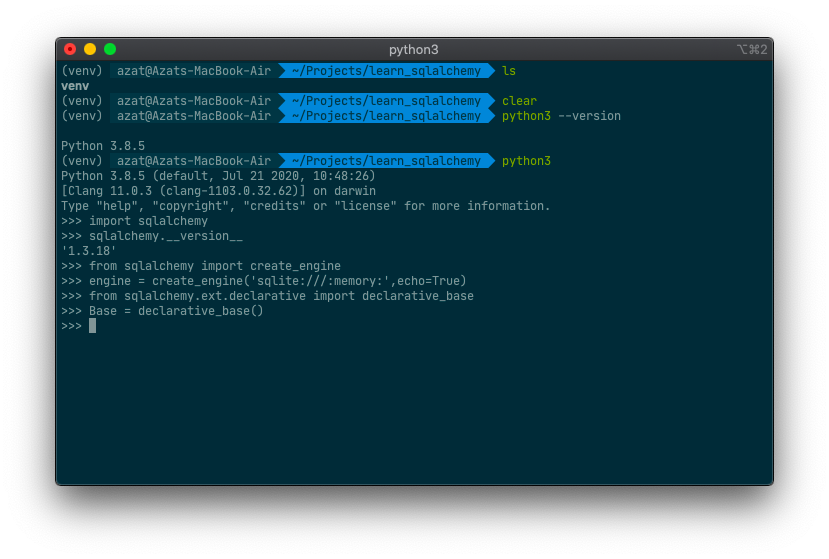 python3 ⌥⌘2
(venv) azat@Azats-MacBook-Air ~/Projects/learn_sqlalchemy ls
venv
(venv) azat@Azats-MacBook-Air ~/Projects/learn_sqlalchemy clear
(venv) azat@Azats-MacBook-Air ~/Projects/learn_sqlalchemy python3 --version
Python 3.8.5
(venv) azat@Azats-MacBook-Air ~/Projects/learn_sqlalchemy python3
Python 3.8.5 (default, Jul 21 2020, 10:48:26)
[Clang 11.0.3 (clang-1103.0.32.62)] on darwin
Type "help", "copyright", "credits" or "license" for more information.
>>> import sqlalchemy
>>> sqlalchemy.__version__
'1.3.18'
>>> from sqlalchemy import create_engine
>>> engine = create_engine('sqlite:///:memory:',echo=True)
>>> from sqlalchemy.ext.declarative import declarative_base
>>> Base = declarative_base()
>>>